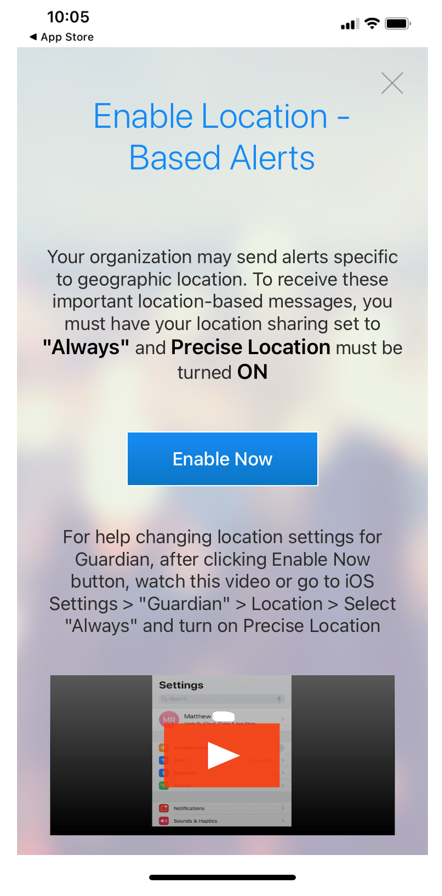 10:05
◀ App Store
Enable Location -
Based Alerts
Your organization may send alerts specific
to geographic location. To receive these
important location-based messages, you
must have your location sharing set to
"Always" and Precise Location must be
turned ON
Enable Now
For help changing location settings for
Guardian, after clicking Enable Now
button, watch this video or go to iOS
Settings > "Guardian" > Location > Select
"Always" and turn on Precise Location
Settings
Search
MR
Matthew
Notifications
Sounds & Haptics